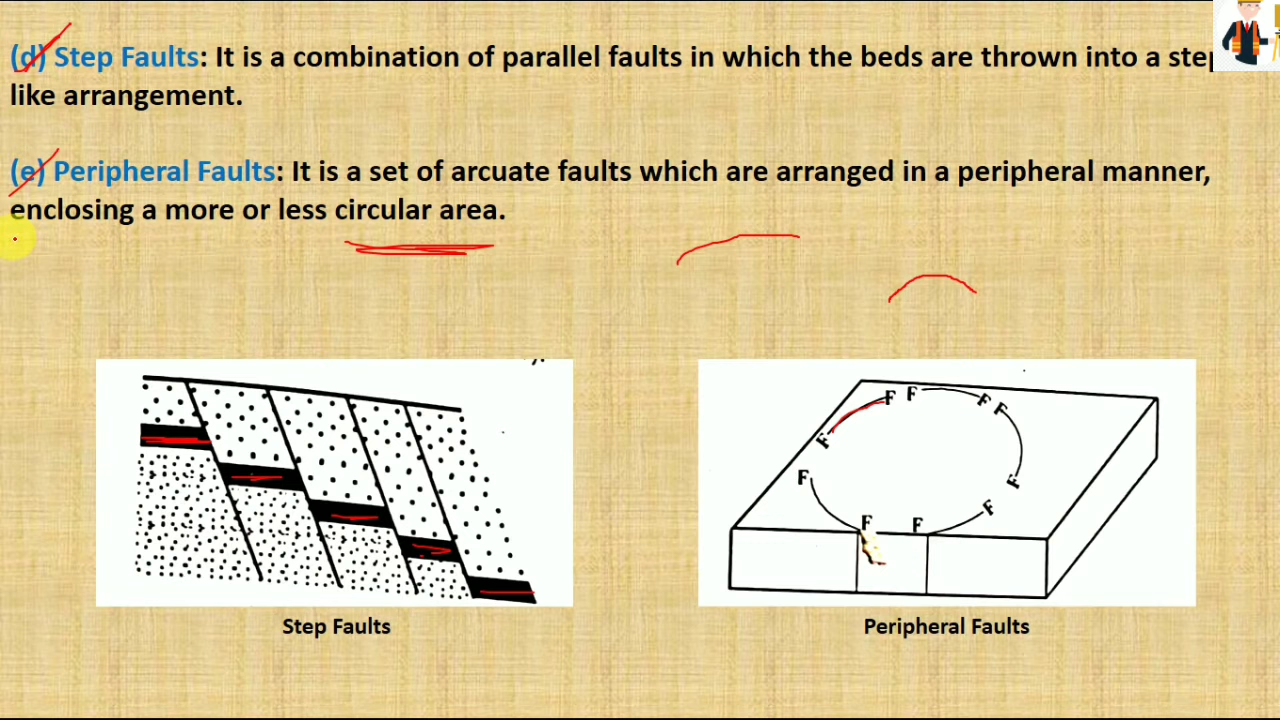 (d) Step Faults: It is a combination of parallel faults in which the beds are thrown into a step
like arrangement.
(e) Peripheral Faults: It is a set of arcuate faults which are arranged in a peripheral manner,
enclosing a more or less circular area.
F F F F
F
F F
F F F
Step Faults Peripheral Faults